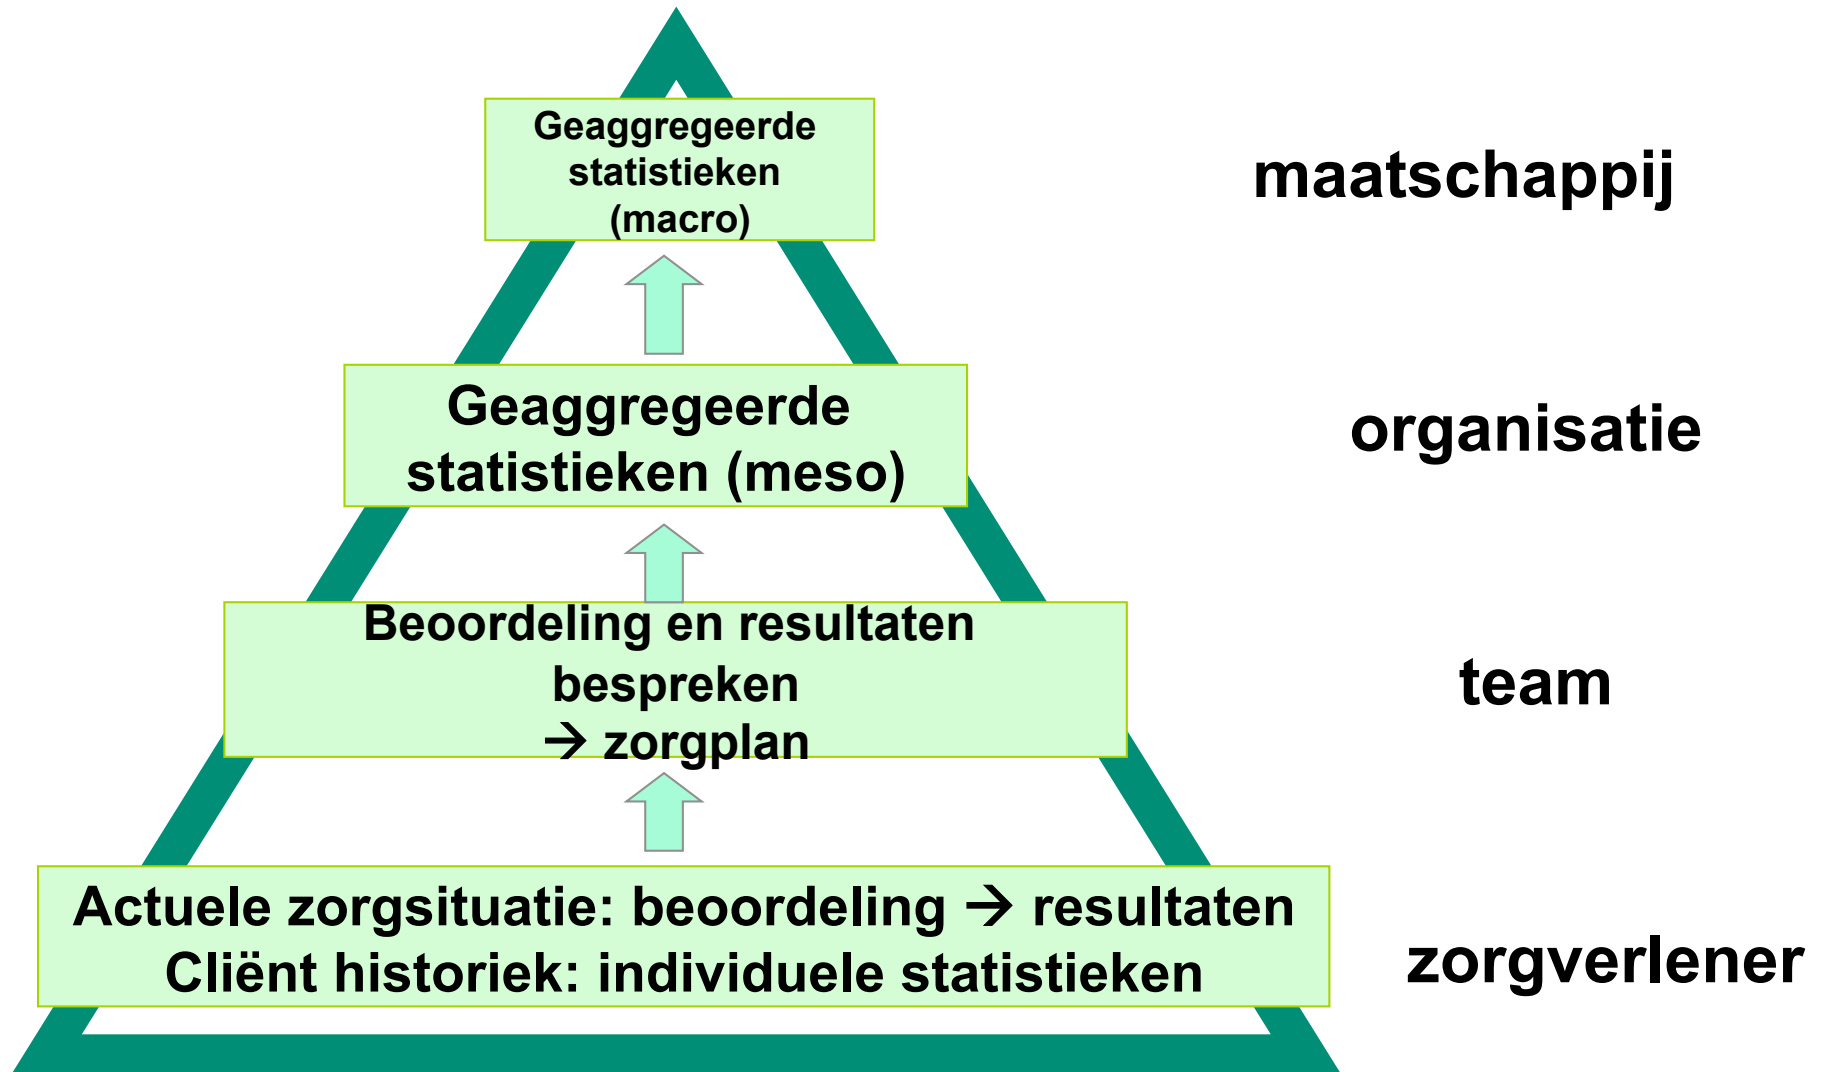 Geaggregeerde
statistieken
(macro)
maatschappij
Geaggregeerde
statistieken (meso)
organisatie
Beoordeling en resultaten
bespreken
→ zorgplan
team
Actuele zorgsituatie: beoordeling → resultaten
Cliënt historiek: individuele statistieken
zorgverlener